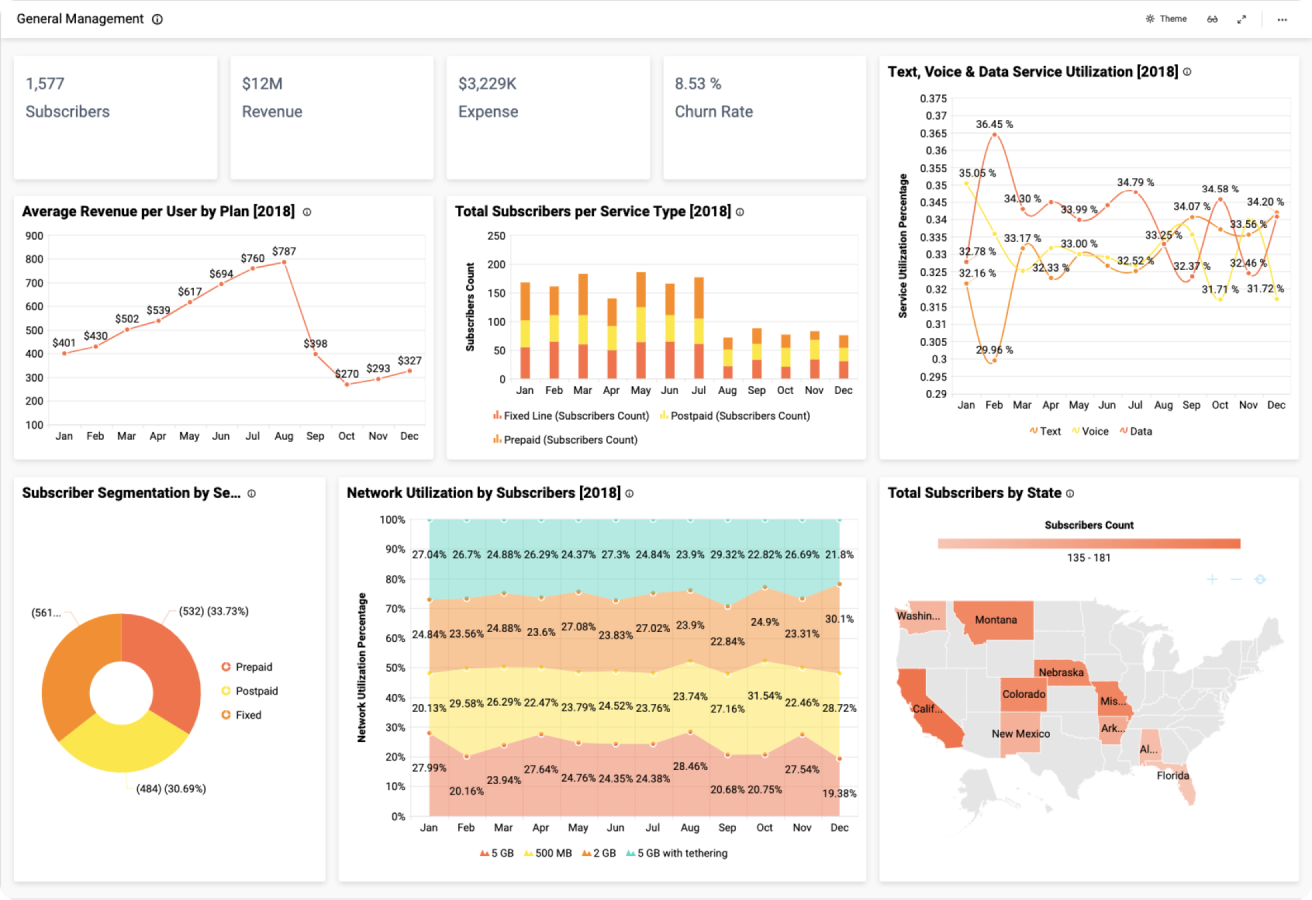 General Management
Theme
1,577
Subscribers
$12M
Revenue
$3,229K
Expense
8.53 %
Churn Rate
Average Revenue per User by Plan [2018]
900
800
700
600
500
400
300
200
100
$401
$430
$502
$539
$617
$694
$760
$787
$398
$270
$293
$327
Jan Feb Mar Apr May Jun Jul Aug Sep Oct Nov Dec
Total Subscribers per Service Type [2018]
Subscribers Count
250
200
150
100
50
0
Jan Feb Mar Apr May Jun Jul Aug Sep Oct Nov Dec
Fixed Line (Subscribers Count) Postpaid (Subscribers Count)
Prepaid (Subscribers Count)
Text, Voice & Data Service Utilization [2018]
Service Utilization Percentage
0.375
0.37
0.365
0.36
0.355
0.35
0.345
0.34
0.335
0.33
0.325
0.32
0.315
0.31
0.305
0.3
0.295
0.29
36.45 %
35.05 %
34.30 %
33.99 %
34.79 %
34.07 %
34.58 %
34.20 %
32.78 %
33.17 %
33.00 %
33.25 %
33.56 %
32.16 %
32.33 %
32.52 %
32.37 %
32.46 %
31.71 %
31.72 %
29.96 %
Jan Feb Mar Apr May Jun Jul Aug Sep Oct Nov Dec
Text Voice Data
Subscriber Segmentation by Se...
(561...
(532) (33.73%)
(484) (30.69%)
Prepaid
Postpaid
Fixed
Network Utilization by Subscribers [2018]
Network Utilization Percentage
100%
90%
80%
70%
60%
50%
40%
30%
20%
10%
0%
27.04% 26.7% 24.88% 26.29% 24.37% 27.3% 24.84% 23.9% 29.32% 22.82% 26.69% 21.8%
24.84% 23.56% 24.88% 23.6% 27.08% 23.83% 27.02% 23.9% 22.84% 24.9% 23.31% 30.1%
20.13% 29.58% 26.29% 22.47% 23.79% 24.52% 23.76% 23.74% 27.16% 31.54% 22.46% 28.72%
27.99% 20.16% 23.94% 27.64% 24.76% 24.35% 24.38% 28.46% 20.68% 20.75% 27.54% 19.38%
Jan Feb Mar Apr May Jun Jul Aug Sep Oct Nov Dec
5 GB 500 MB 2 GB 5 GB with tethering
Total Subscribers by State
Subscribers Count
135 - 181
Washin...
Montana
Nebraska
Colorado
Calif...
Mis...
New Mexico
Ark...
Al...
Florida